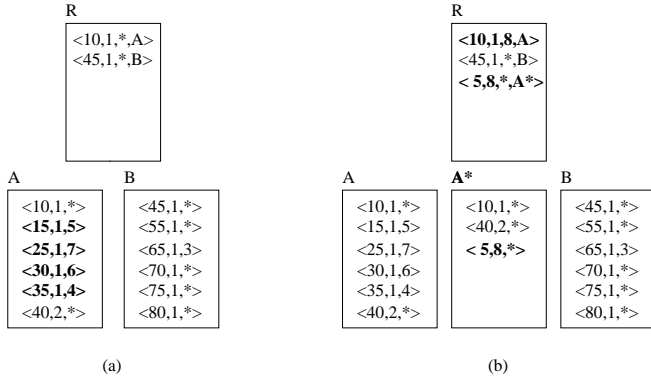 R
<10,1,*,A>
<45,1,*,B>
A
<10,1,*>
<15,1,5>
<25,1,7>
<30,1,6>
<35,1,4>
<40,2,*>
B
<45,1,*>
<55,1,*>
<65,1,3>
<70,1,*>
<75,1,*>
<80,1,*>
(a)
R
<10,1,8,A>
<45,1,*,B>
< 5,8,*,A*>
A
<10,1,*>
<15,1,5>
<25,1,7>
<30,1,6>
<35,1,4>
<40,2,*>
A*
<10,1,*>
<40,2,*>
< 5,8,*>
B
<45,1,*>
<55,1,*>
<65,1,3>
<70,1,*>
<75,1,*>
<80,1,*>
(b)